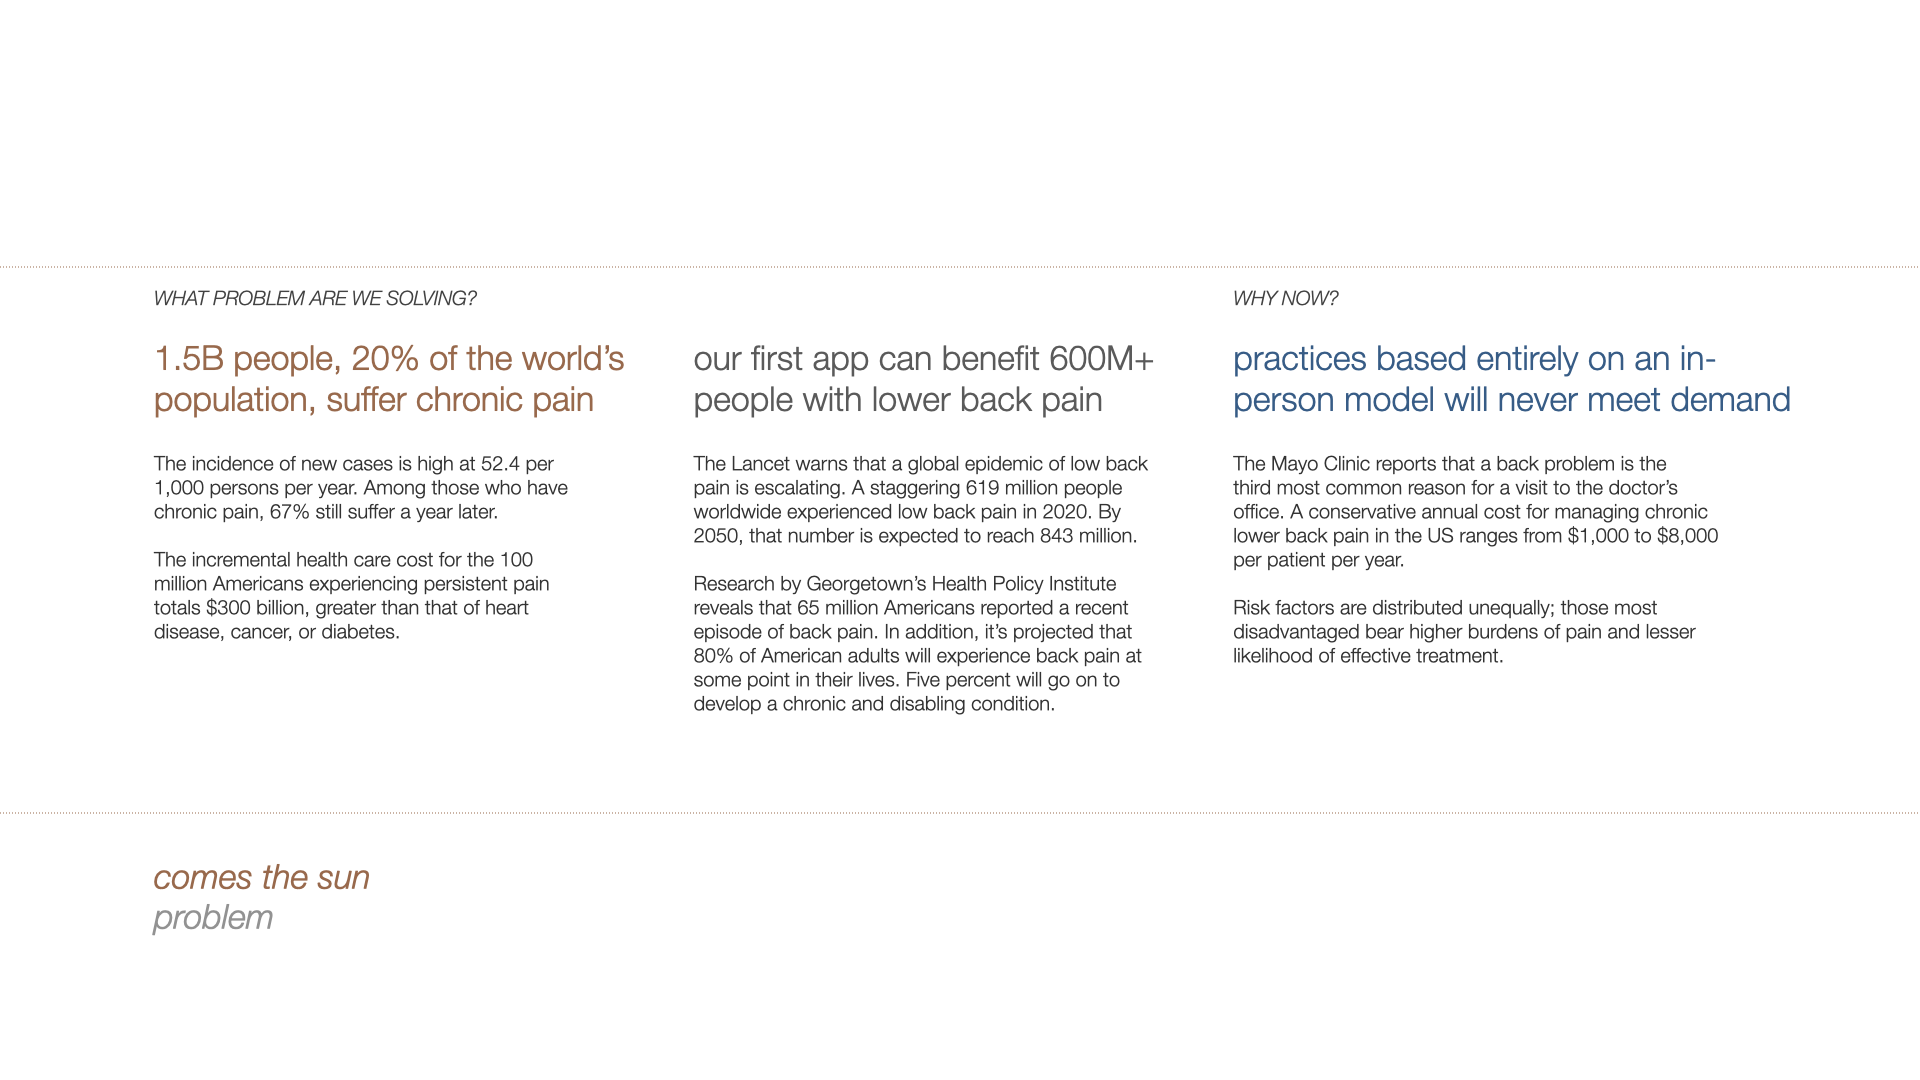 WHAT PROBLEM ARE WE SOLVING?
1.5B people, 20% of the world’s
population, suffer chronic pain
The incidence of new cases is high at 52.4 per
1,000 persons per year. Among those who have
chronic pain, 67% still suffer a year later.
The incremental health care cost for the 100
million Americans experiencing persistent pain
totals $300 billion, greater than that of heart
disease, cancer, or diabetes.
our first app can benefit 600M+
people with lower back pain
The Lancet warns that a global epidemic of low back
pain is escalating. A staggering 619 million people
worldwide experienced low back pain in 2020. By
2050, that number is expected to reach 843 million.
Research by Georgetown’s Health Policy Institute
reveals that 65 million Americans reported a recent
episode of back pain. In addition, it’s projected that
80% of American adults will experience back pain at
some point in their lives. Five percent will go on to
develop a chronic and disabling condition.
WHY NOW?
practices based entirely on an in-
person model will never meet demand
The Mayo Clinic reports that a back problem is the
third most common reason for a visit to the doctor’s
office. A conservative annual cost for managing chronic
lower back pain in the US ranges from $1,000 to $8,000
per patient per year.
Risk factors are distributed unequally; those most
disadvantaged bear higher burdens of pain and lesser
likelihood of effective treatment.
comes the sun
problem